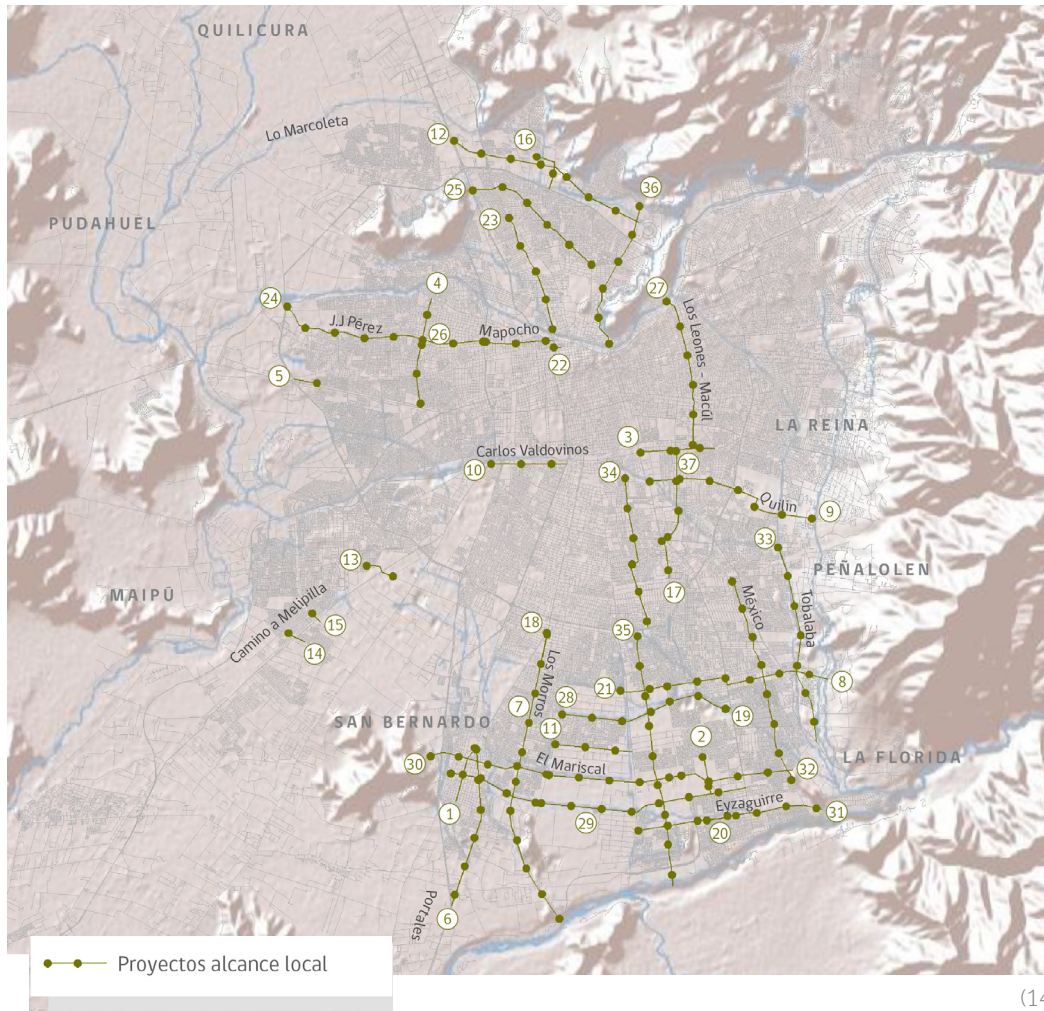 QUILICURA
Lo Marcoleta
12
16
25
36
23
PUDAHUEL
24
4
27
J.J Pérez
26
Mapocho
22
Los Leones - Macúl
5
LA REINA
3
Carlos Valdovinos
10
34
37
Quilín
9
33
13
PEÑALOLEN
MAIPÚ
17
México
Tobalaba
Camino a Melipilla
15
14
18
35
Los Morros
21
8
28
7
19
SAN BERNARDO
11
2
LA FLORIDA
30
El Mariscal
32
1
Eyzaguirre
29
31
20
Portales
6
Proyectos alcance local
(14